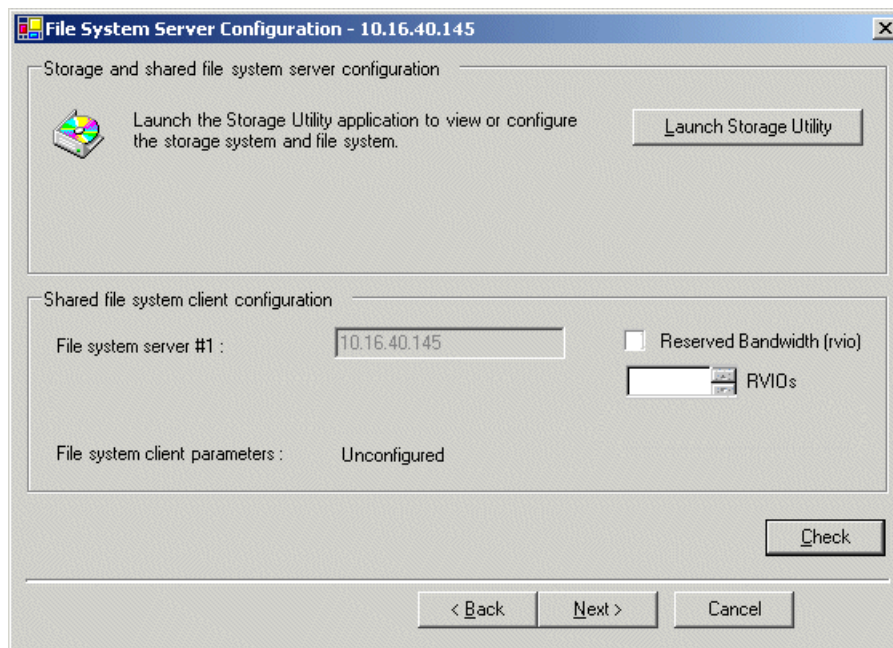 File System Server Configuration - 10.16.40.145
Storage and shared file system server configuration
Launch the Storage Utility application to view or configure
the storage system and file system.
Launch Storage Utility
Shared file system client configuration
File system server #1 :
10.16.40.145
Reserved Bandwidth (rvio)
RVIOs
File system client parameters :
Unconfigured
Check
< Back
Next >
Cancel